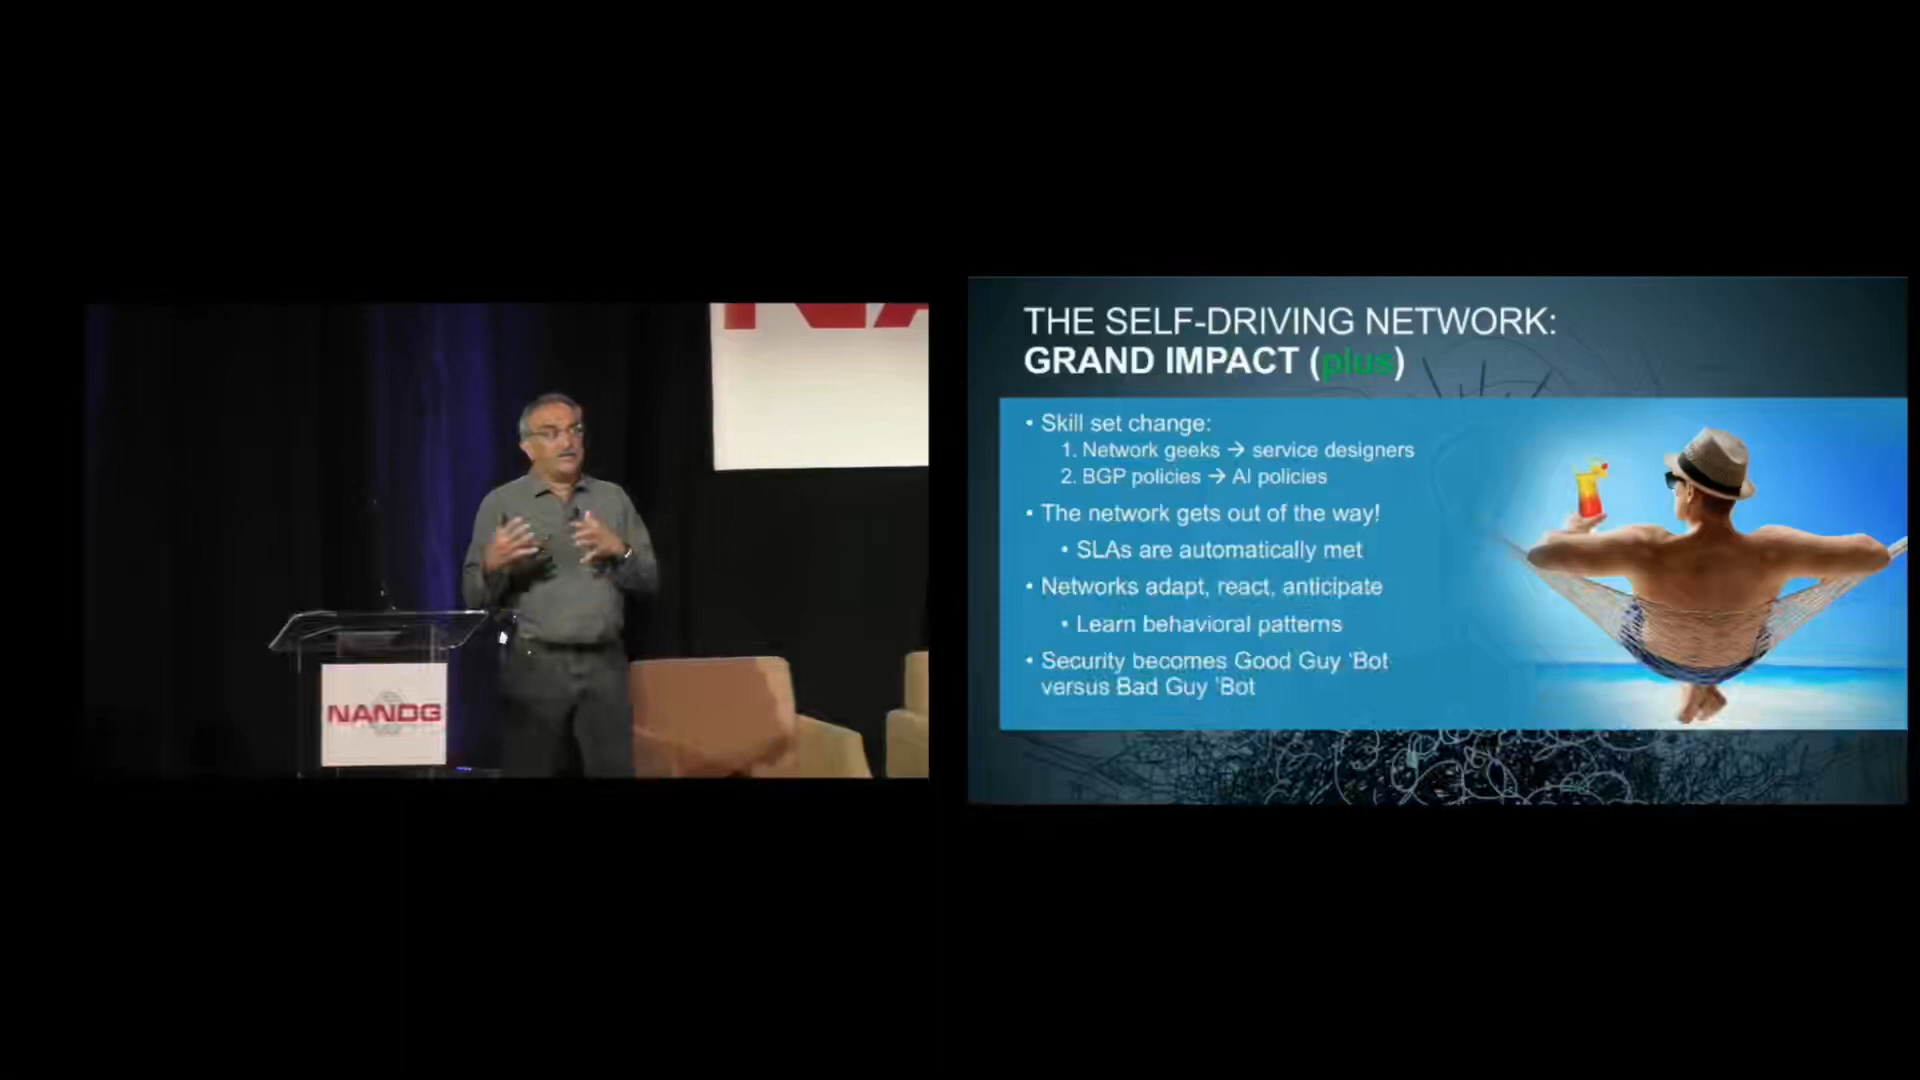 NA
NANOG
THE SELF-DRIVING NETWORK:
GRAND IMPACT (plus)
• Skill set change:
1. Network geeks → service designers
2. BGP policies → AI policies
• The network gets out of the way!
• SLAs are automatically met
• Networks adapt, react, anticipate
• Learn behavioral patterns
• Security becomes Good Guy 'Bot
versus Bad Guy 'Bot